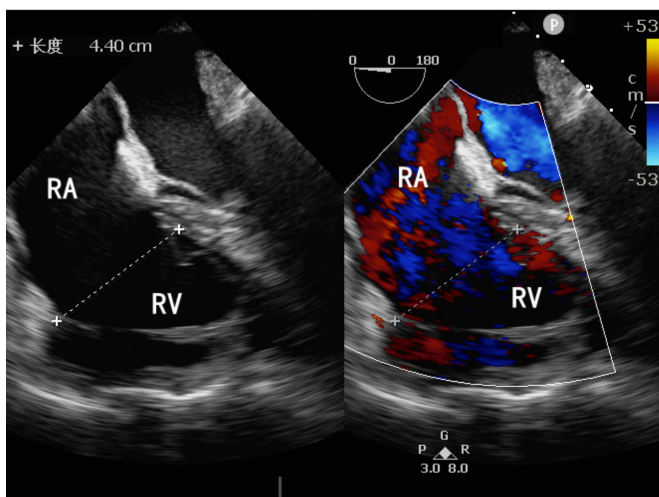 + 长度 4.40 cm
RA
RV
P
0 0 180
+53
c
m
/
s
-53
RA
RV
G
P R
3.0 8.0